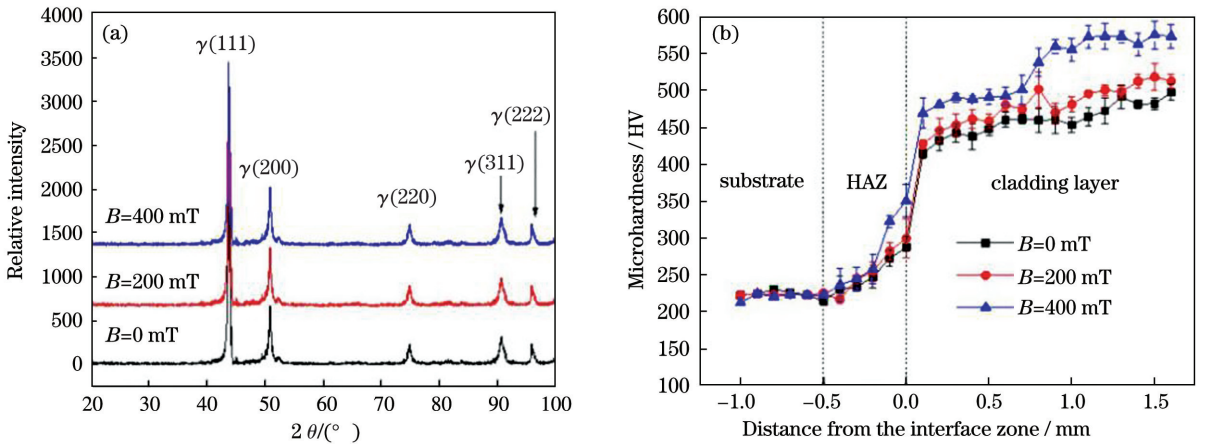 (a)
4000
3500
3000
2500
2000
1500
1000
500
0
Relative intensity
γ(111)
γ(200)
γ(220)
γ(311)
γ(222)
B=400 mT
B=200 mT
B=0 mT
20 30 40 50 60 70 80 90 100
2 θ/(° )
(b)
600
550
500
450
400
350
300
250
200
150
100
Microhardness / HV
substrate HAZ cladding layer
B=0 mT
B=200 mT
B=400 mT
−1.0 −0.5 0.0 0.5 1.0 1.5
Distance from the interface zone / mm